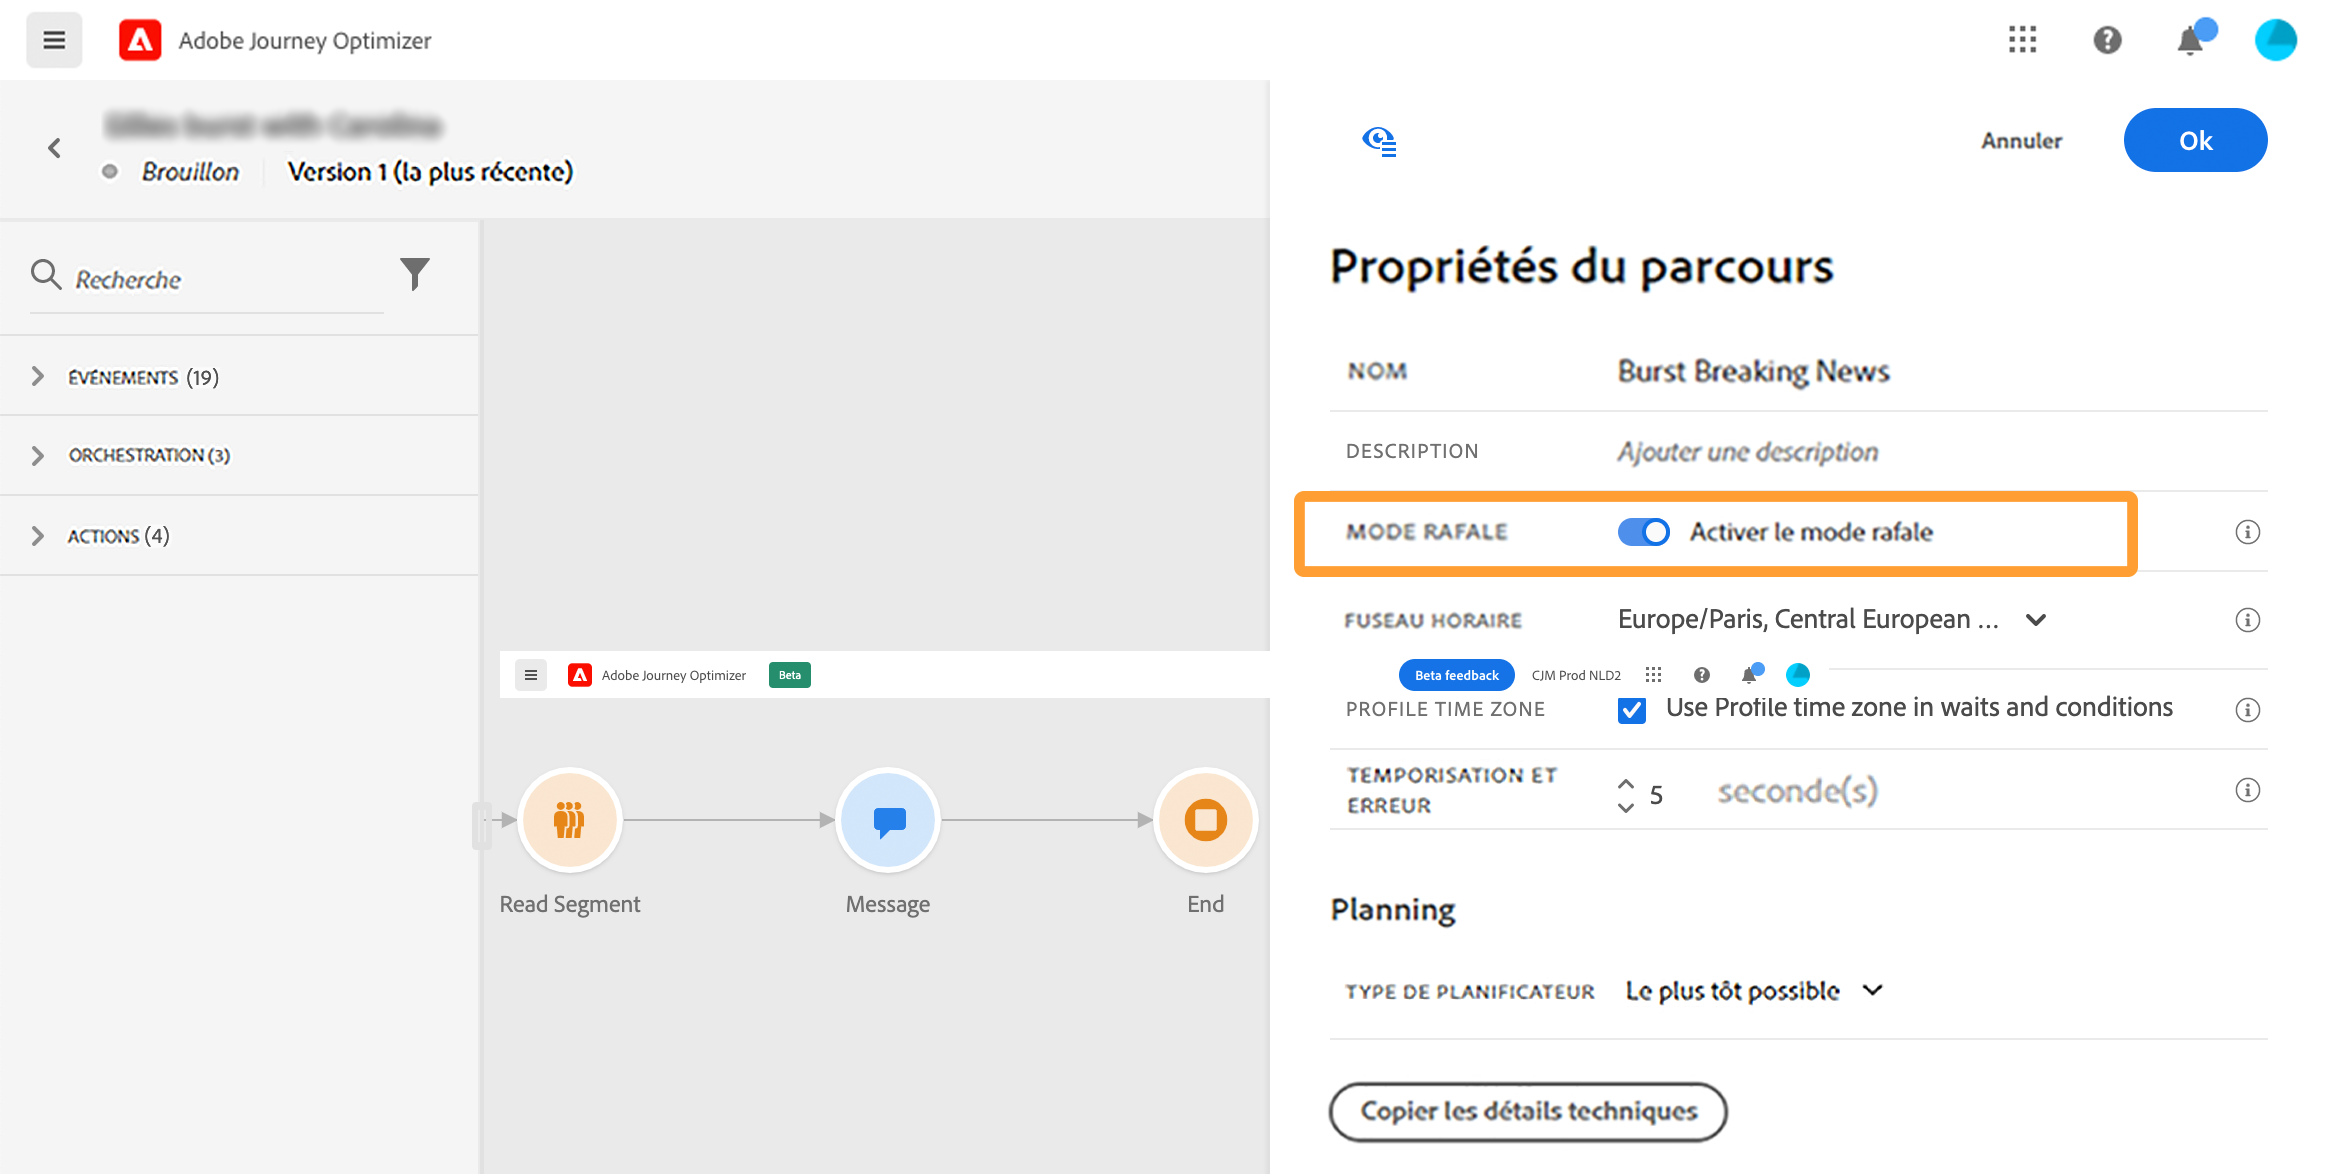 Adobe Journey Optimizer
Annuler
Ok
Brouillon
Version 1 (la plus récente)
Recherche
ÉVÉNEMENTS (19)
ORCHESTRATION (3)
ACTIONS (4)
Adobe Journey Optimizer
Beta
Read Segment
Message
End
Propriétés du parcours
NOM
Burst Breaking News
DESCRIPTION
Ajouter une description
MODE RAFALE
Activer le mode rafale
FUSEAU HORAIRE
Europe/Paris, Central European ...
Beta feedback
CJM Prod NLD2
PROFILE TIME ZONE
Use Profile time zone in waits and conditions
TEMPORISATION ET
ERREUR
5
seconde(s)
Planning
TYPE DE PLANIFICATEUR
Le plus tôt possible
Copier les détails techniques